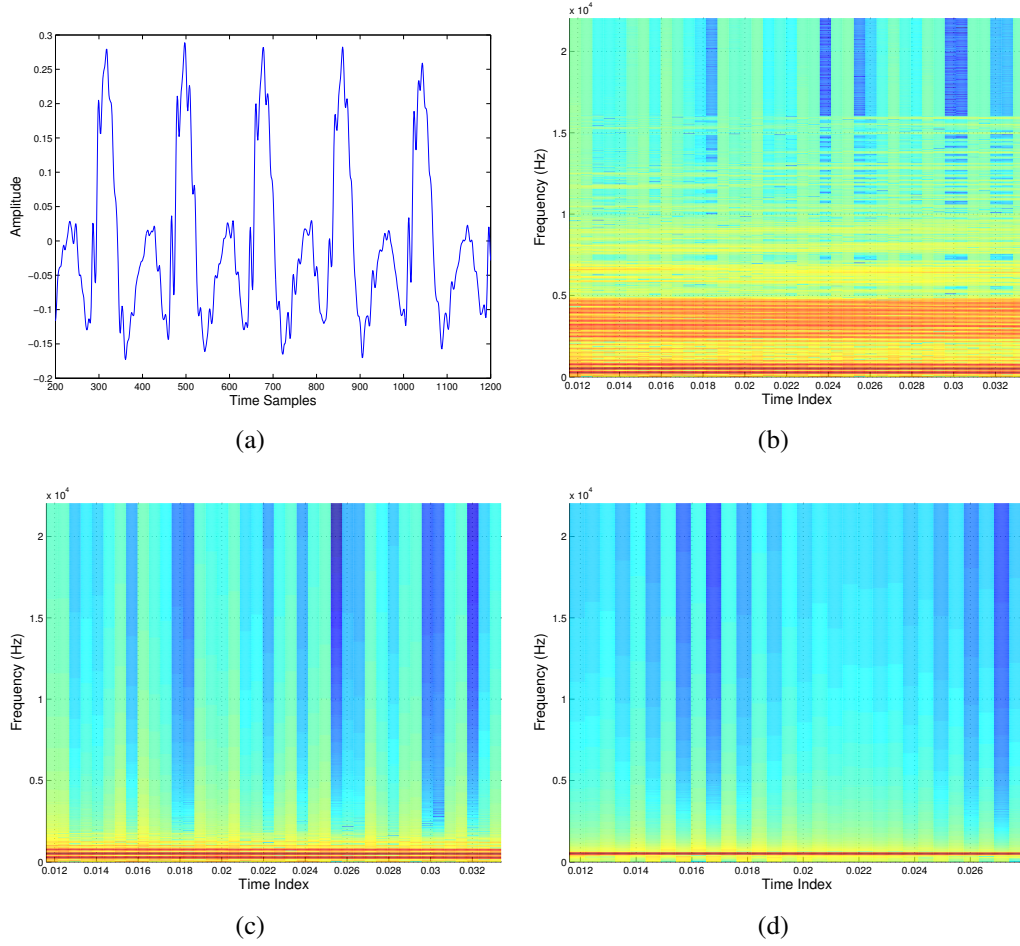 0.3
0.25
0.2
0.15
0.1
0.05
0
−0.05
−0.1
−0.15
−0.2
200 300 400 500 600 700 800 900 1000 1100 1200
Amplitude
Time Samples
(a)
x 10^4
2
1.5
1
0.5
0
0.012 0.014 0.016 0.018 0.02 0.022 0.024 0.026 0.028 0.03 0.032
Frequency (Hz)
Time Index
(b)
x 10^4
2
1.5
1
0.5
0
0.012 0.014 0.016 0.018 0.02 0.022 0.024 0.026 0.028 0.03 0.032
Frequency (Hz)
Time Index
(c)
x 10^4
2
1.5
1
0.5
0
0.012 0.014 0.016 0.018 0.02 0.022 0.024 0.026
Frequency (Hz)
Time Index
(d)